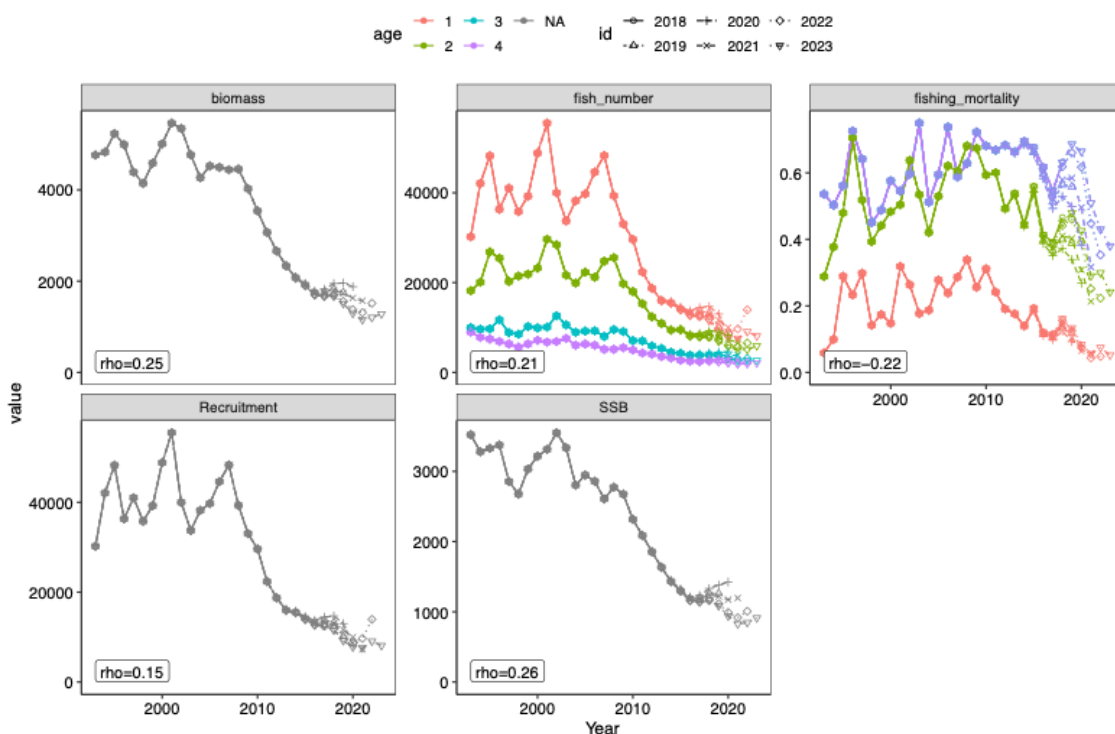 age 1 3 NA id 2018 2020 2022
2 4 2019 2021 2023
biomass fish_number fishing_mortality
4000
2000
0
rho=0.25
40000
20000
0
rho=0.21
0.6
0.4
0.2
0.0
rho=−0.22
2000 2010 2020
value
Recruitment SSB
40000
20000
0
rho=0.15
3000
2000
1000
0
rho=0.26
2000 2010 2020 2000 2010 2020
Year